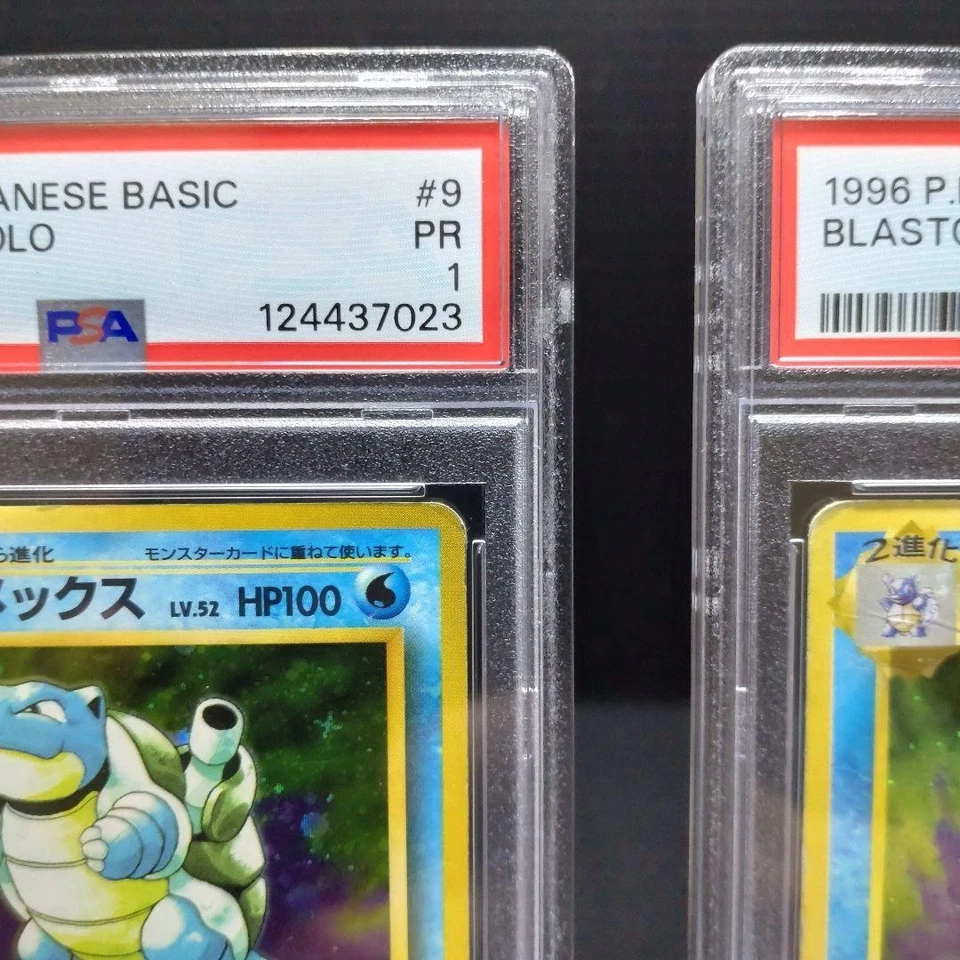 ANESE BASIC #9
OLO PR
1
PSA 124437023
ら進化 モンスターカードに重ねて使います。
メックス LV.52 HP100
1996 P.
BLASTO
2進化